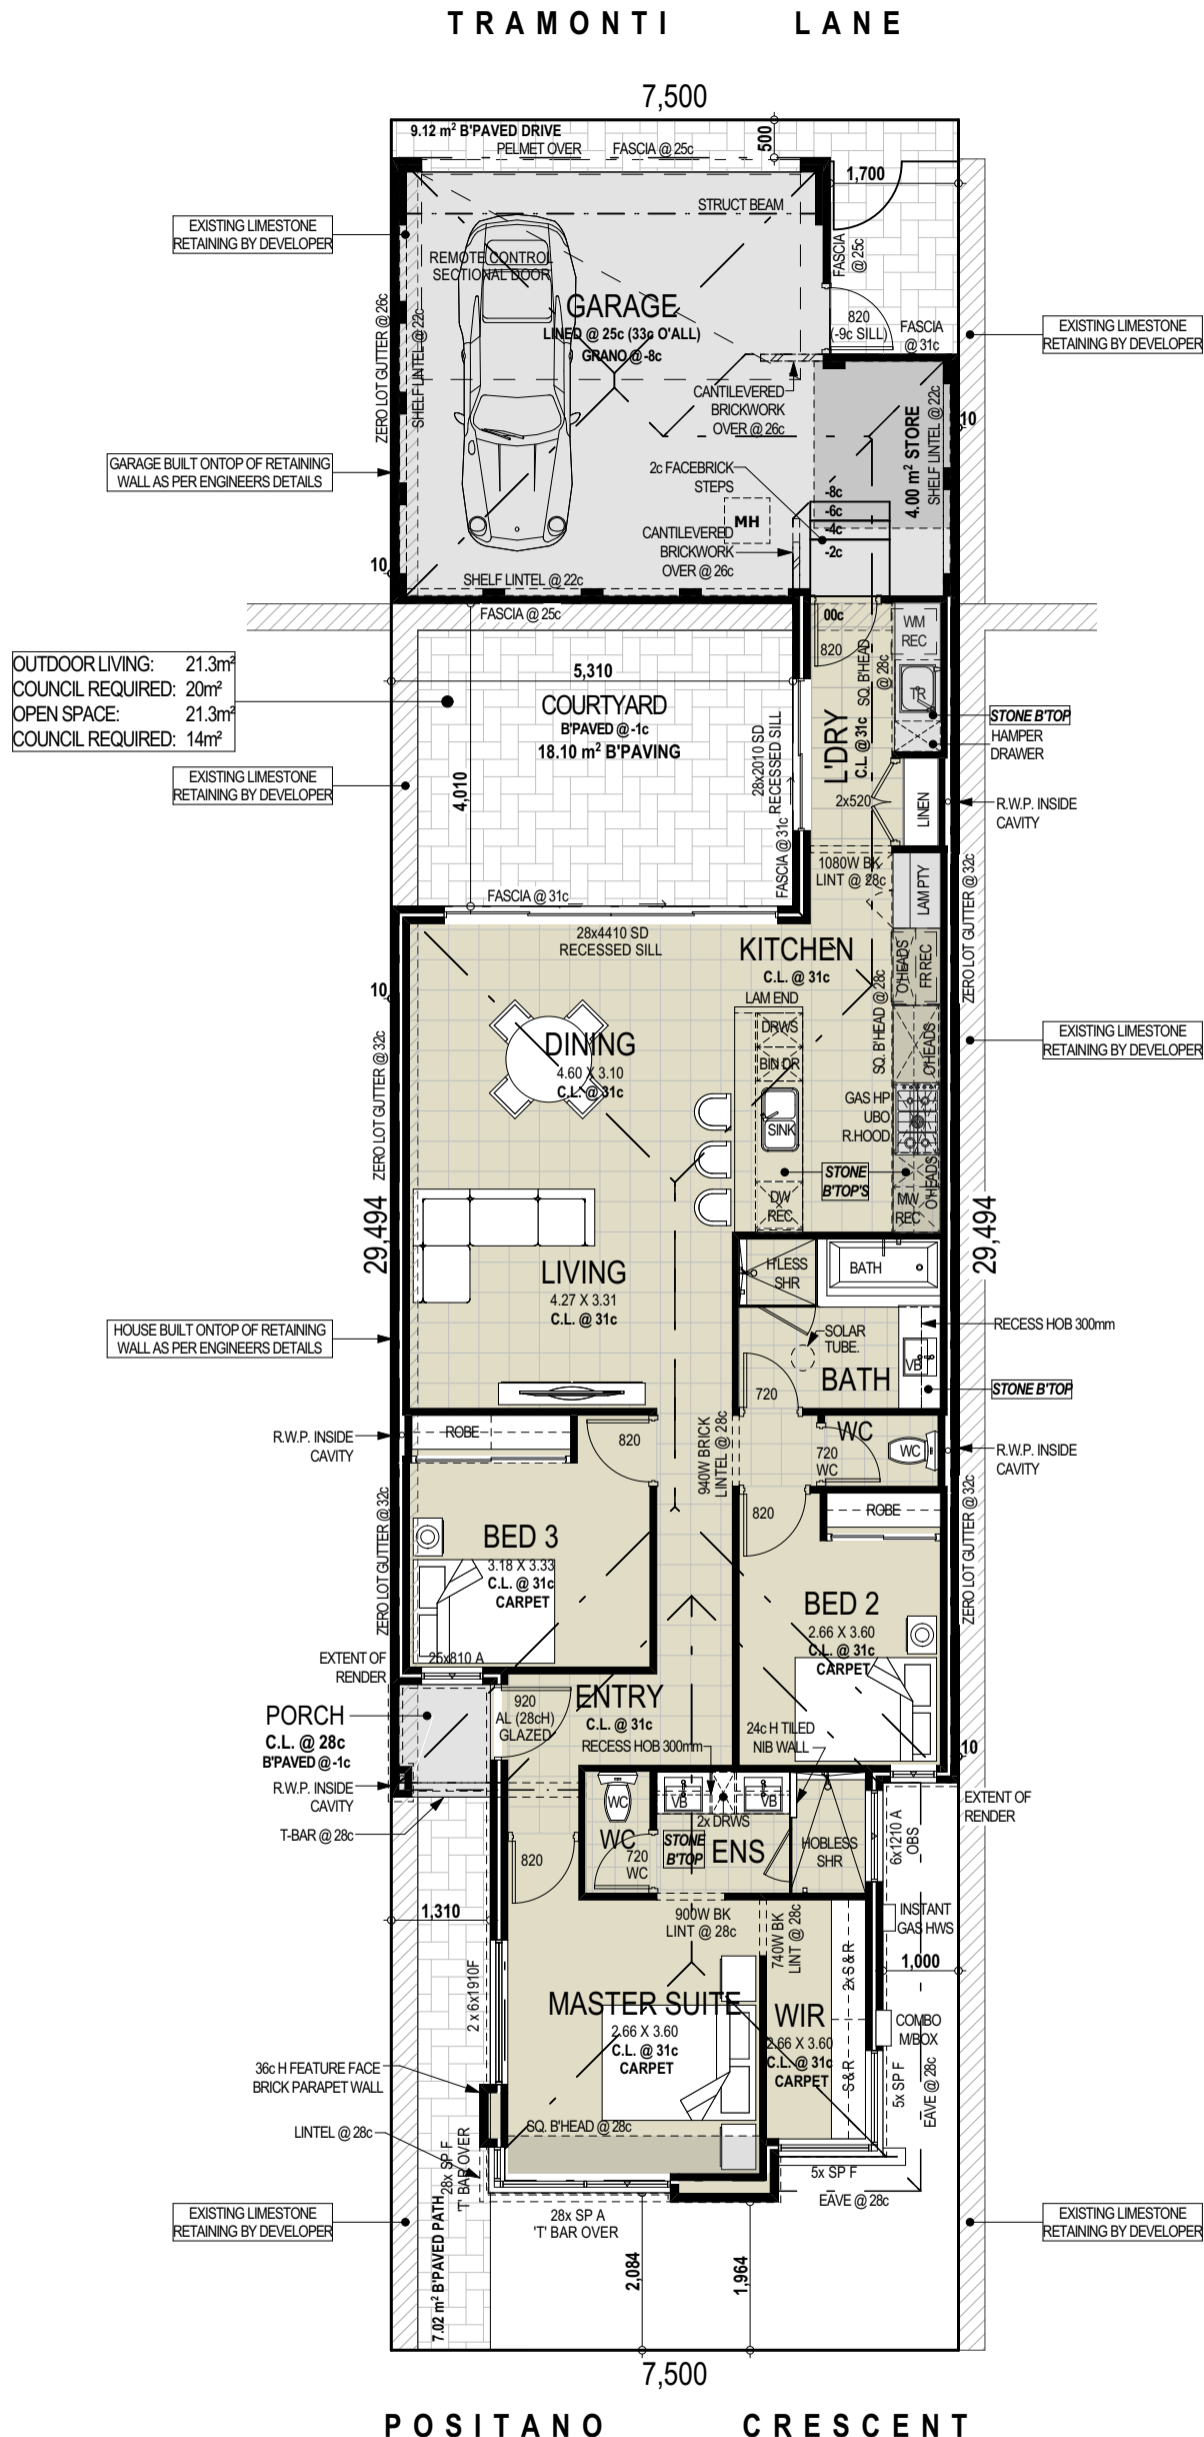 TRAMONTI LANE
7,500
9.12 m² B'PAVED DRIVE
PELMET OVER
FASCIA @ 25c
500
1,700
STRUCT BEAM
FASCIA
@ 25c
EXISTING LIMESTONE
RETAINING BY DEVELOPER
REMOTE CONTROL
SECTIONAL DOOR
ZERO LOT GUTTER @ 26c
SHELF LINTEL @ 22c
GARAGE
LINED @ 25c (33c O'ALL)
GRANO @ -8c
820
(-9c SILL)
FASCIA
@ 31c
EXISTING LIMESTONE
RETAINING BY DEVELOPER
CANTILEVERED
BRICKWORK
OVER @ 26c
4.00 m² STORE
SHELF LINTEL @ 22c
10
GARAGE BUILT ONTOP OF RETAINING
WALL AS PER ENGINEERS DETAILS
2c FACEBRICK
STEPS
-8c
-6c
-4c
-2c
MH
CANTILEVERED
BRICKWORK
OVER @ 26c
10
SHELF LINTEL @ 22c
FASCIA @ 25c
00c
820
WM
REC
SQ. B'HEAD
@ 28c
OUTDOOR LIVING: 21.3m²
COUNCIL REQUIRED: 20m²
OPEN SPACE: 21.3m²
COUNCIL REQUIRED: 14m²
5,310
COURTYARD
B'PAVED @ -1c
18.10 m² B'PAVING
4,010
TR
STONE B'TOP
HAMPER
DRAWER
L'DRY
C.L. @ 31c
28x2010 SD
RECESSED SILL
EXISTING LIMESTONE
RETAINING BY DEVELOPER
2x520
LINEN
R.W.P. INSIDE
CAVITY
FASCIA @ 31c
1080W BK
LINT @ 28c
LAM PTY
FASCIA @ 31c
28x4410 SD
RECESSED SILL
KITCHEN
C.L. @ 31c
O'HEADS
FR REC
ZERO LOT GUTTER @ 32c
10
LAM END
SQ. B'HEAD @ 28c
DRWS
BIN DR
O'HEADS
EXISTING LIMESTONE
RETAINING BY DEVELOPER
DINING
4.60 X 3.10
C.L. @ 31c
ZERO LOT GUTTER @ 32c
GAS HP
UBO
R.HOOD
SINK
STONE
B'TOP'S
O'HEADS
DW
REC
MW
REC
29,494
29,494
LIVING
4.27 X 3.31
C.L. @ 31c
H'LESS
SHR
BATH
HOUSE BUILT ONTOP OF RETAINING
WALL AS PER ENGINEERS DETAILS
SOLAR
TUBE.
RECESS HOB 300mm
VB
BATH
STONE B'TOP
720
R.W.P. INSIDE
CAVITY
ROBE
820
940W BRICK
LINTEL @ 28c
WC
720
WC
WC
R.W.P. INSIDE
CAVITY
ZERO LOT GUTTER @ 32c
820
ROBE
ZERO LOT GUTTER @ 32c
BED 3
3.18 X 3.33
C.L. @ 31c
CARPET
BED 2
2.66 X 3.60
C.L. @ 31c
CARPET
EXTENT OF
RENDER
25x810 A
PORCH
C.L. @ 28c
B'PAVED @ -1c
920
AL (28cH)
GLAZED
ENTRY
C.L. @ 31c
RECESS HOB 300mm
24c H TILED
NIB WALL
10
R.W.P. INSIDE
CAVITY
T-BAR @ 28c
EXTENT OF
RENDER
WC
VB
VB
2x DRWS
WC
720
WC
STONE
B'TOP
ENS
HOBLESS
SHR
6x1210 A
OBS
820
1,310
900W BK
LINT @ 28c
740W BK
LINT @ 28c
INSTANT
GAS HWS
1,000
2x S & R
2 x 6x1910F
MASTER SUITE
2.66 X 3.60
C.L. @ 31c
CARPET
WIR
2.66 X 3.60
C.L. @ 31c
CARPET
COMBO
M/BOX
S & R
5x SP F
EAVE @ 28c
36c H FEATURE FACE
BRICK PARAPET WALL
LINTEL @ 28c
SQ. B'HEAD @ 28c
28x SP F
'T' BAR OVER
5x SP F
EAVE @ 28c
28x SP A
'T' BAR OVER
EXISTING LIMESTONE
RETAINING BY DEVELOPER
EXISTING LIMESTONE
RETAINING BY DEVELOPER
7.02 m² B'PAVED PATH
2,084
1,964
7,500
POSITANO CRESCENT